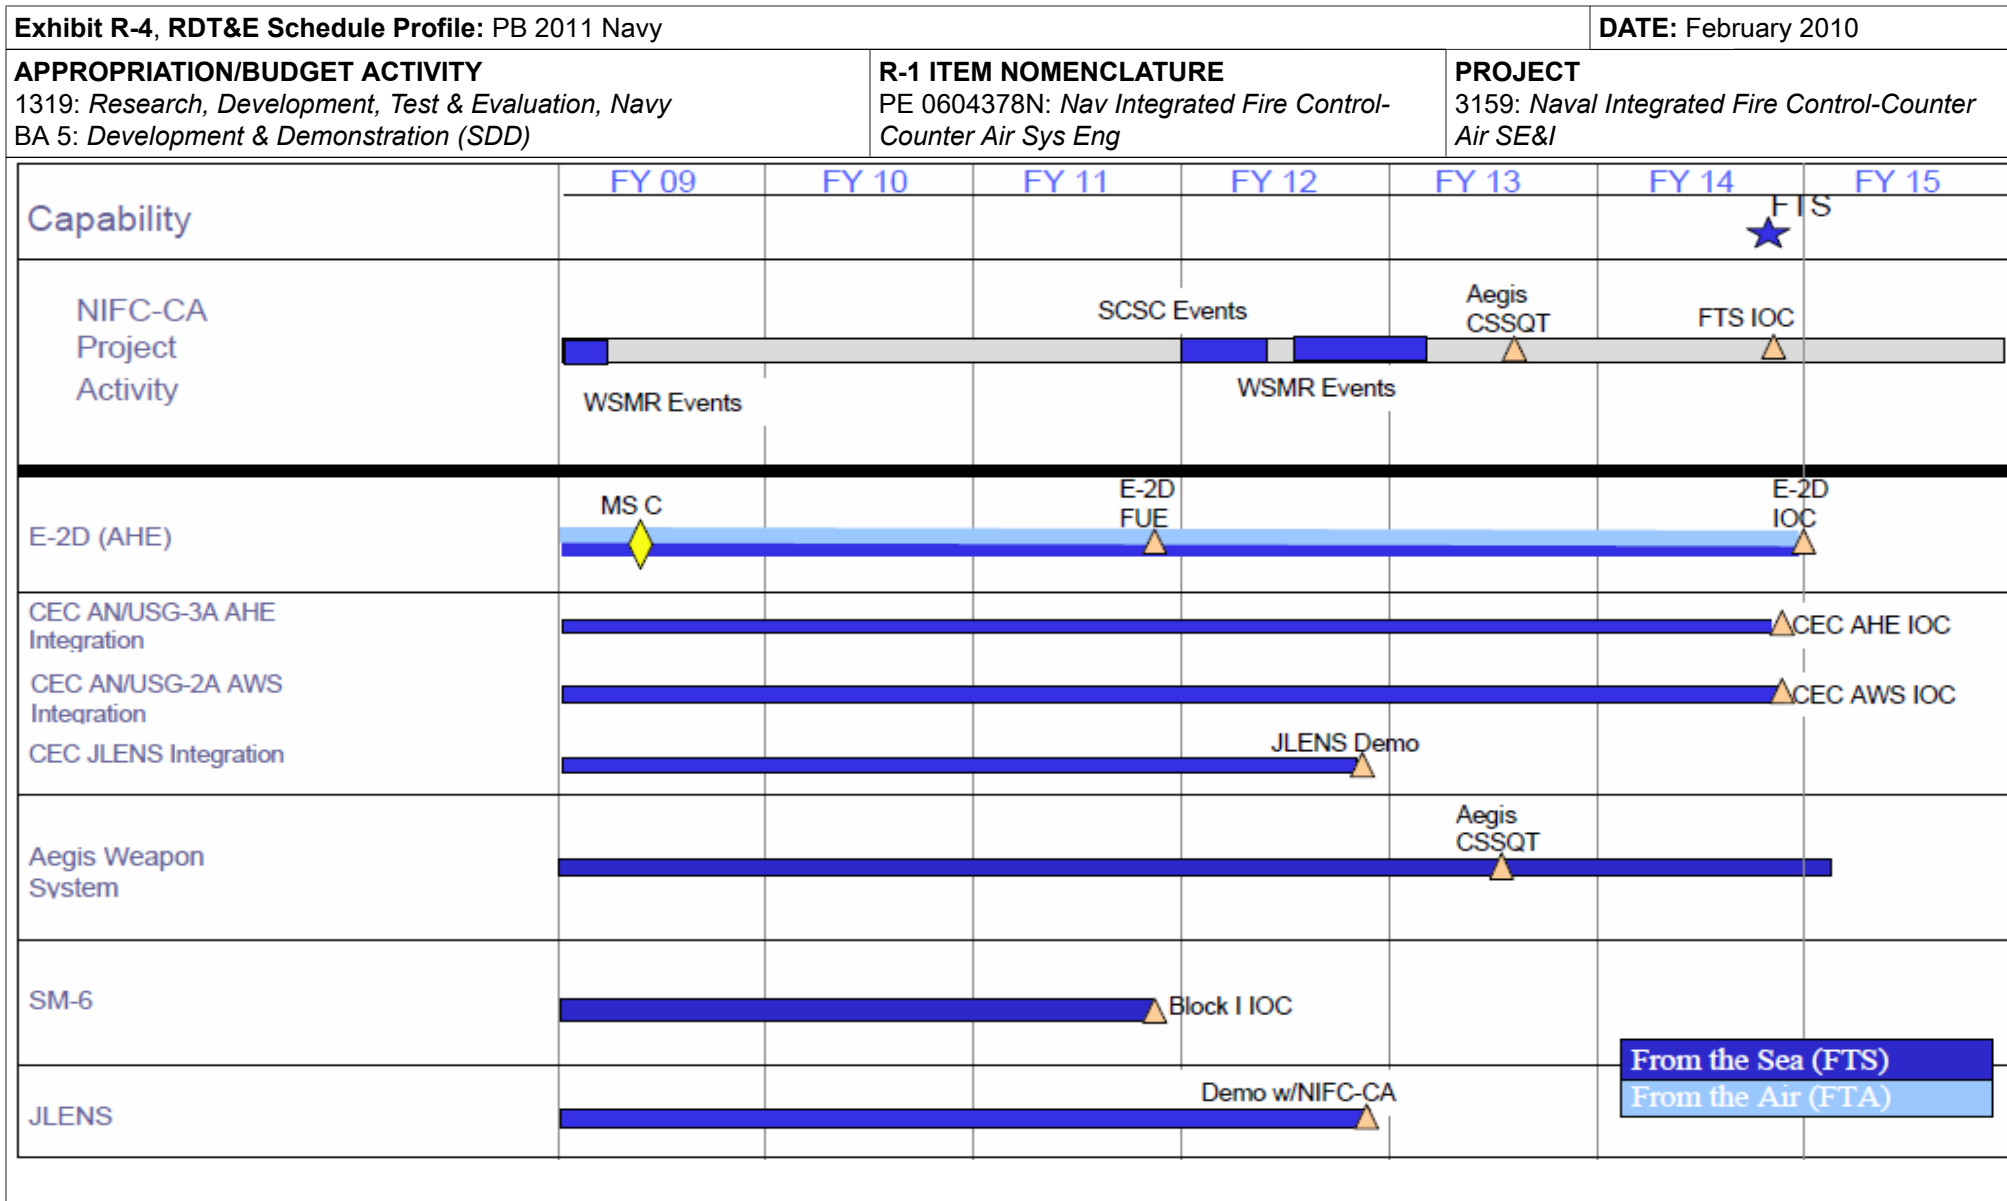 Exhibit R-4, RDT&E Schedule Profile: PB 2011 Navy
DATE: February 2010
APPROPRIATION/BUDGET ACTIVITY
1319: Research, Development, Test & Evaluation, Navy
BA 5: Development & Demonstration (SDD)
R-1 ITEM NOMENCLATURE
PE 0604378N: Nav Integrated Fire Control-
Counter Air Sys Eng
PROJECT
3159: Naval Integrated Fire Control-Counter
Air SE&I
FY 09 FY 10 FY 11 FY 12 FY 13 FY 14 FY 15
Capability
FTS
NIFC-CA
Project
Activity
SCSC Events
Aegis
CSSQT
FTS IOC
WSMR Events
WSMR Events
E-2D (AHE)
MS C
E-2D
FUE
E-2D
IOC
CEC AN/USG-3A AHE
Integration
CEC AHE IOC
CEC AN/USG-2A AWS
Integration
CEC AWS IOC
CEC JLENS Integration
JLENS Demo
Aegis Weapon
System
Aegis
CSSQT
SM-6
Block I IOC
From the Sea (FTS)
From the Air (FTA)
JLENS
Demo w/NIFC-CA